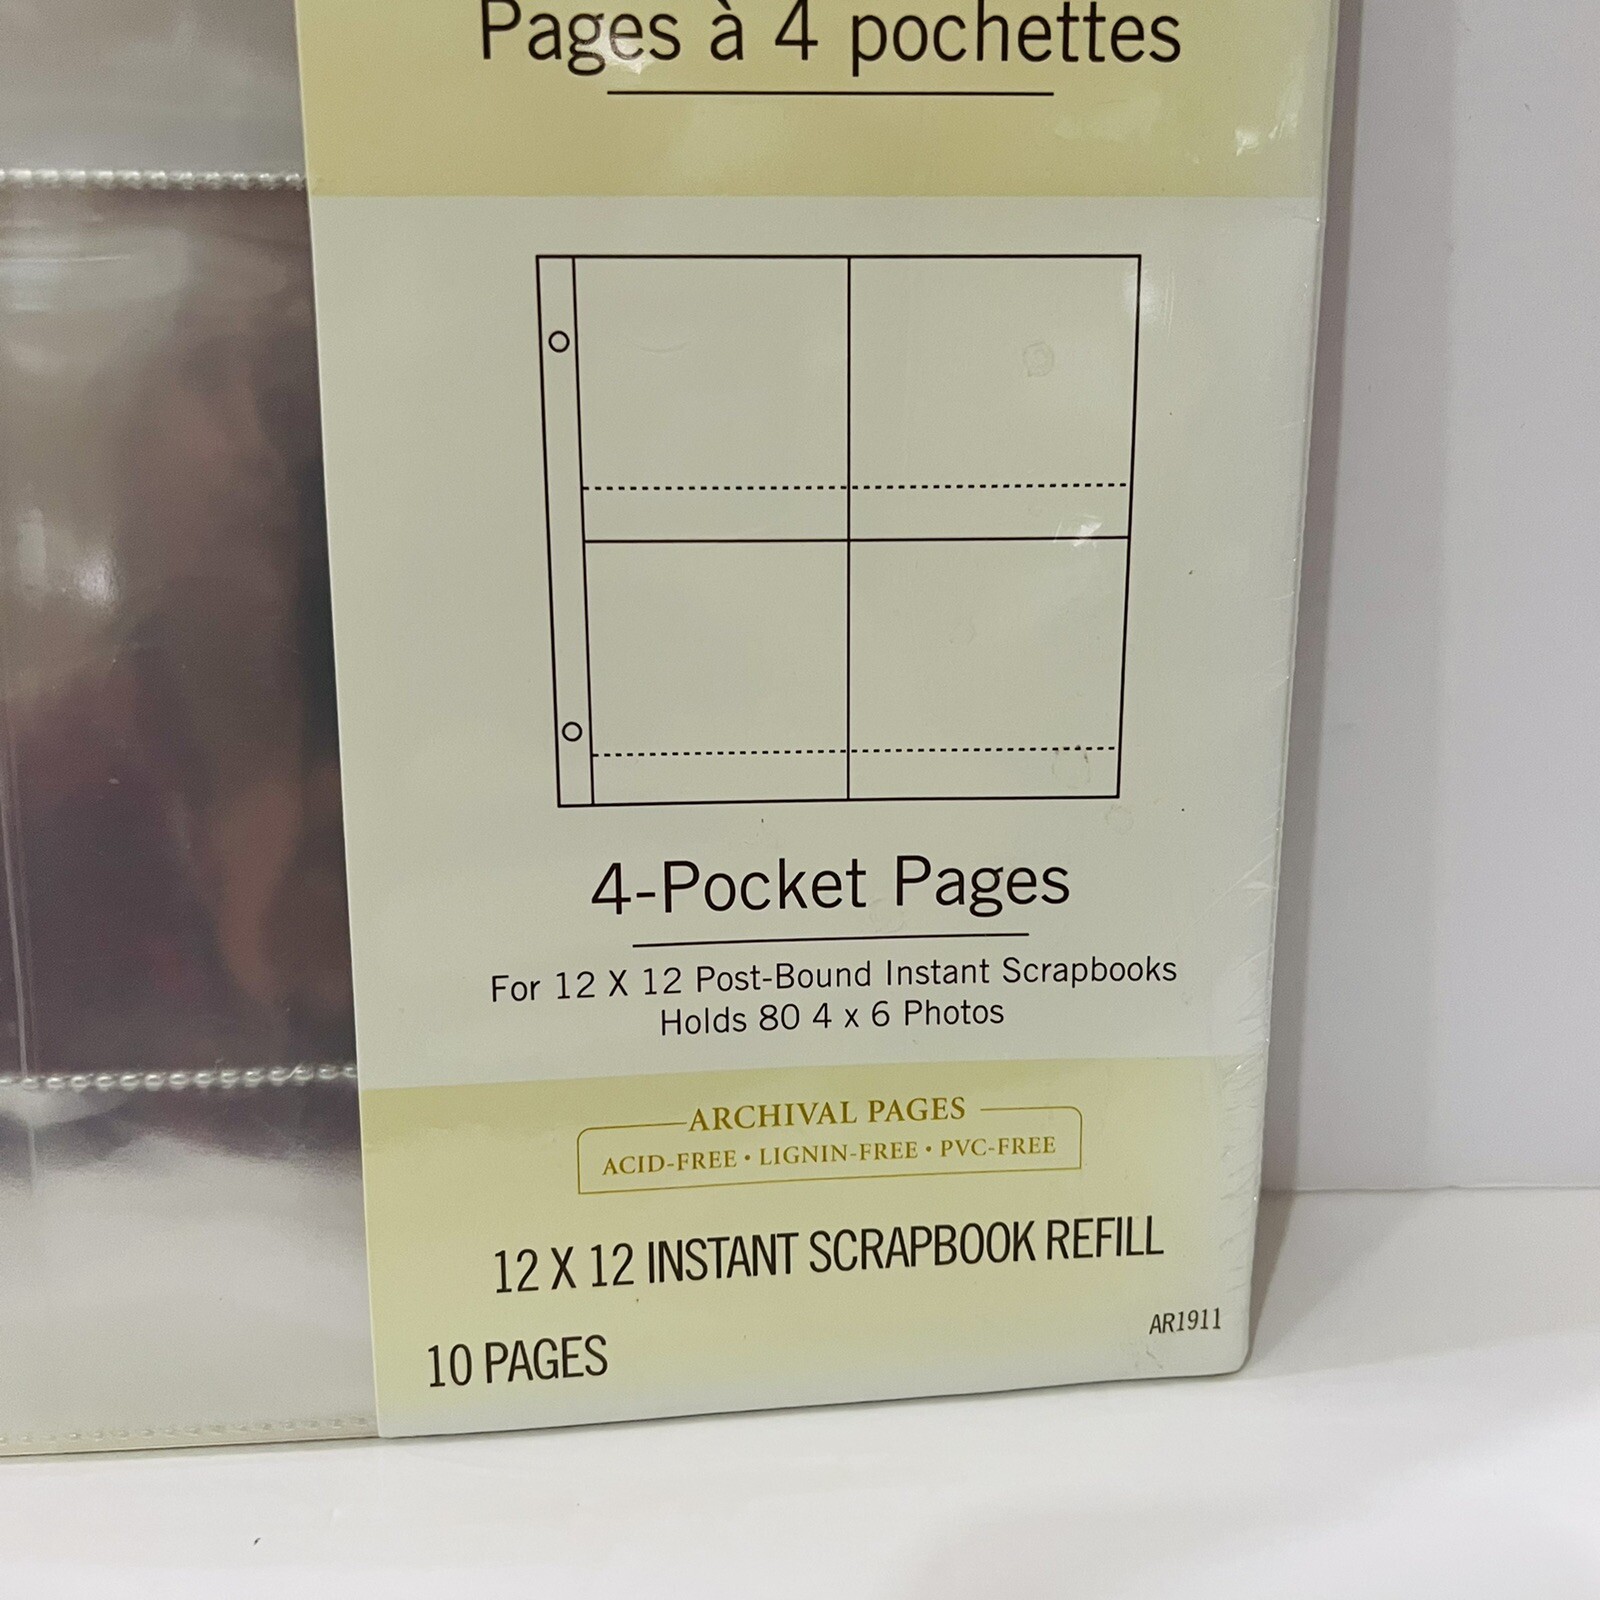 Pages à 4 pochettes
4-Pocket Pages
For 12 X 12 Post-Bound Instant Scrapbooks
Holds 80 4 x 6 Photos
ARCHIVAL PAGES
ACID-FREE • LIGNIN-FREE • PVC-FREE
12 X 12 INSTANT SCRAPBOOK REFILL
AR1911
10 PAGES